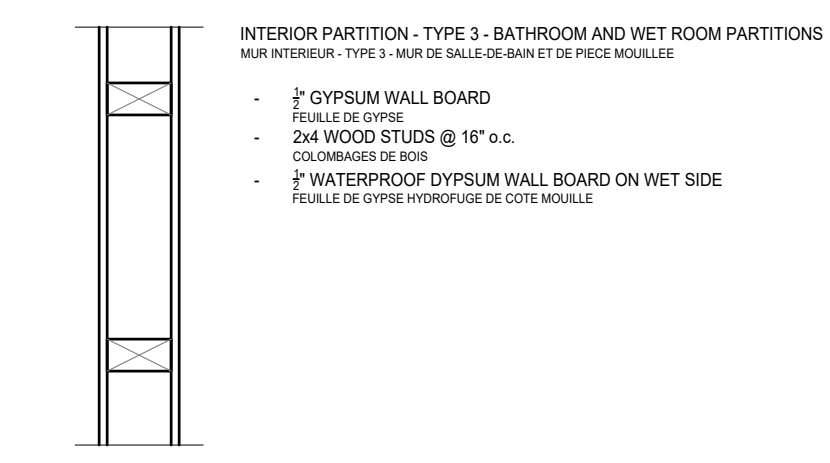 INTERIOR PARTITION - TYPE 3 - BATHROOM AND WET ROOM PARTITIONS
MUR INTERIEUR - TYPE 3 - MUR DE SALLE-DE-BAIN ET DE PIECE MOUILLEE
- ½" GYPSUM WALL BOARD
FEUILLE DE GYPSE
- 2x4 WOOD STUDS @ 16" o.c.
COLOMBAGES DE BOIS
- ½" WATERPROOF DYPSUM WALL BOARD ON WET SIDE
FEUILLE DE GYPSE HYDROFUGE DE COTE MOUILLE